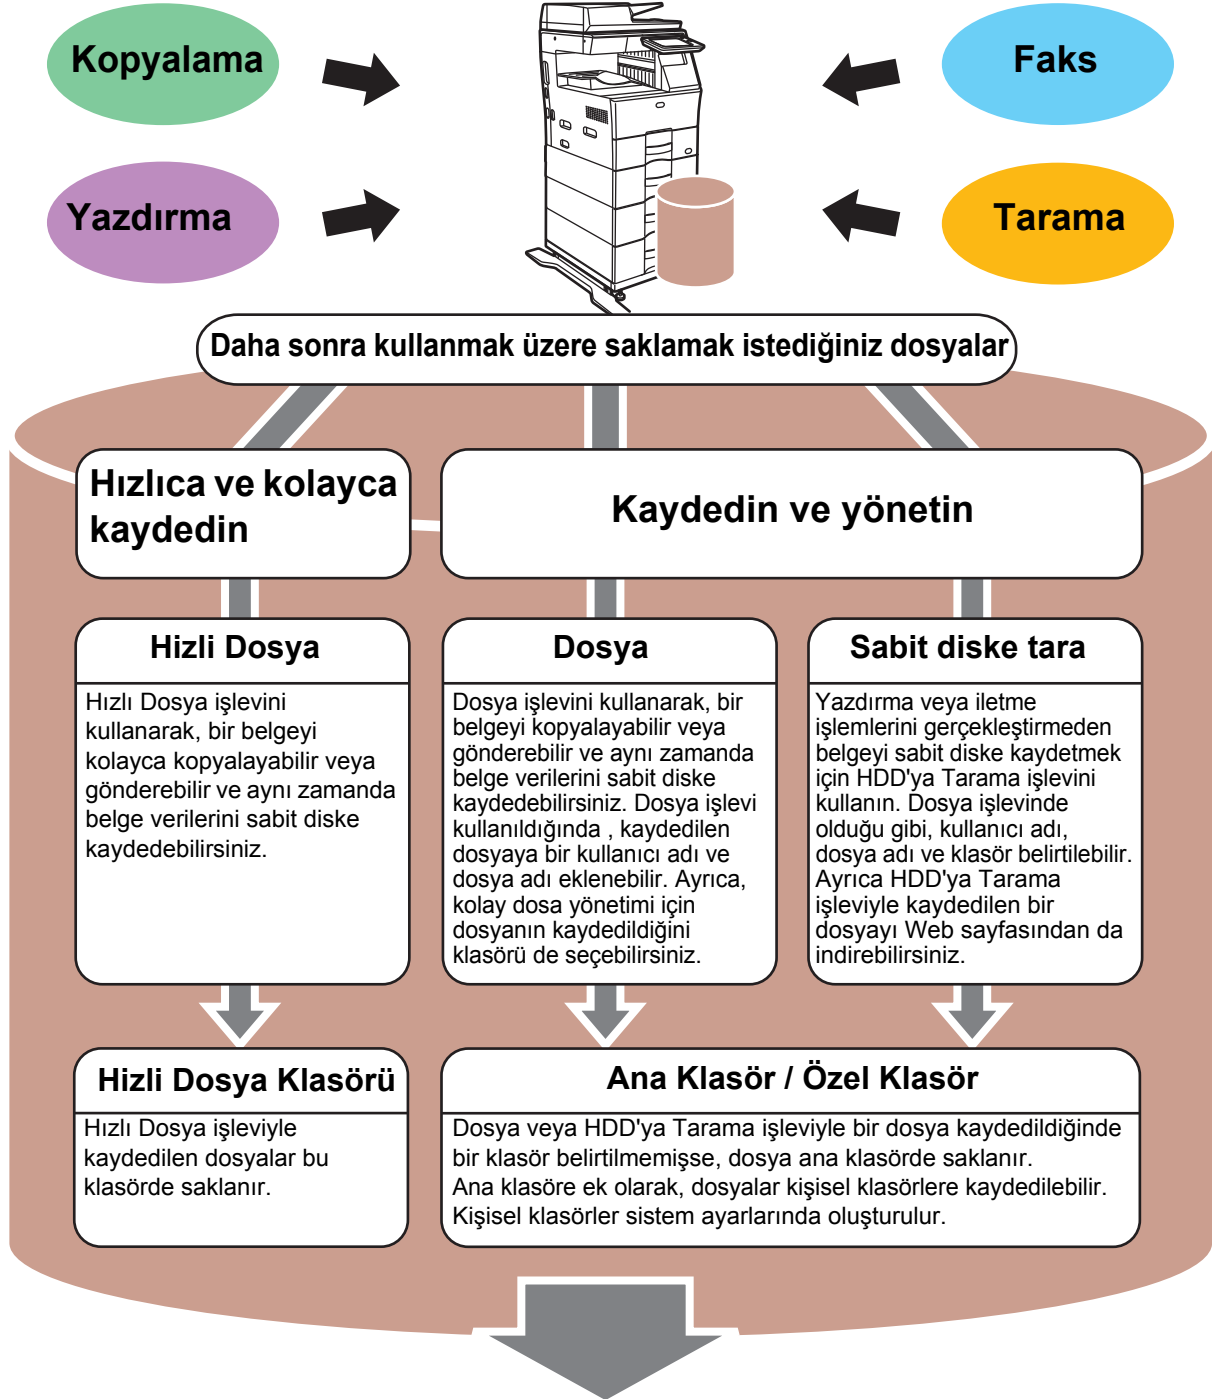 Kopyalama
Faks
Yazdırma
Tarama
Daha sonra kullanmak üzere saklamak istediğiniz dosyalar
Hızlıca ve kolayca
kaydedin
Kaydedin ve yönetin
Hizli Dosya
Hızlı Dosya işlevini
kullanarak, bir belgeyi
kolayca kopyalayabilir veya
gönderebilir ve aynı zamanda
belge verilerini sabit diske
kaydedebilirsiniz.
Dosya
Dosya işlevini kullanarak, bir
belgeyi kopyalayabilir veya
gönderebilir ve aynı zamanda
belge verilerini sabit diske
kaydedebilirsiniz. Dosya işlevi
kullanıldığında , kaydedilen
dosyaya bir kullanıcı adı ve
dosya adı eklenebilir. Ayrıca,
kolay dosa yönetimi için
dosyanın kaydedildiğini
klasörü de seçebilirsiniz.
Sabit diske tara
Yazdırma veya iletme
işlemlerini gerçekleştirmeden
belgeyi sabit diske kaydetmek
için HDD'ya Tarama işlevini
kullanın. Dosya işlevinde
olduğu gibi, kullanıcı adı,
dosya adı ve klasör belirtilebilir.
Ayrıca HDD'ya Tarama
işleviyle kaydedilen bir
dosyayı Web sayfasından da
indirebilirsiniz.
Hizli Dosya Klasörü
Hızlı Dosya işleviyle
kaydedilen dosyalar bu
klasörde saklanır.
Ana Klasör / Özel Klasör
Dosya veya HDD'ya Tarama işleviyle bir dosya kaydedildiğinde
bir klasör belirtilmemişse, dosya ana klasörde saklanır.
Ana klasöre ek olarak, dosyalar kişisel klasörlere kaydedilebilir.
Kişisel klasörler sistem ayarlarında oluşturulur.